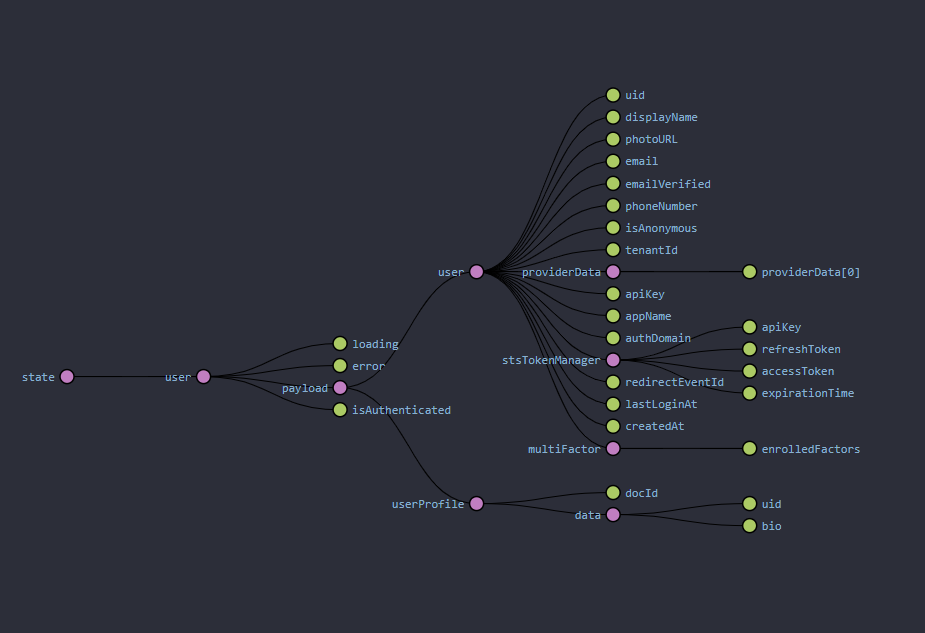 state
user
loading
error
payload
isAuthenticated
user
uid
displayName
photoURL
email
emailVerified
phoneNumber
isAnonymous
tenantId
providerData
providerData[0]
apiKey
appName
authDomain
stsTokenManager
apiKey
refreshToken
accessToken
expirationTime
redirectEventId
lastLoginAt
createdAt
multiFactor
enrolledFactors
userProfile
docId
data
uid
bio